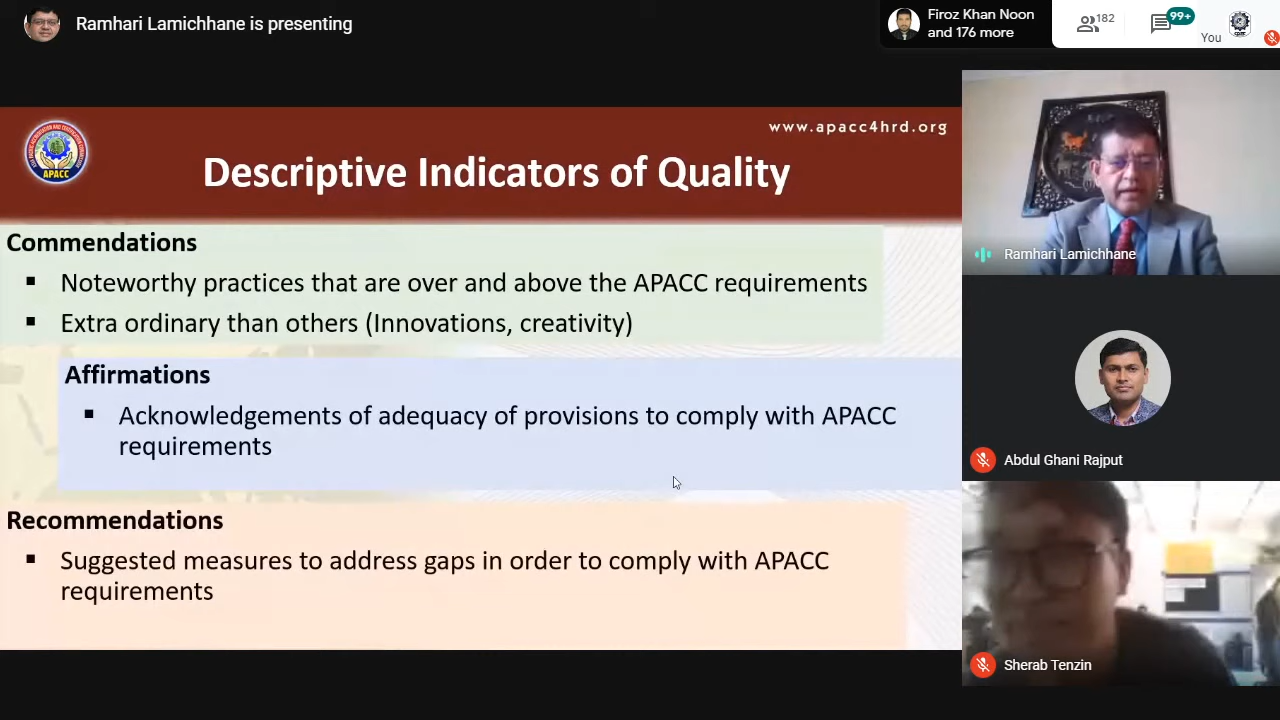 Ramhari Lamichhane is presenting
Firoz Khan Noon
and 176 more
182
99+
You
www.apacc4hrd.org
APACC
Descriptive Indicators of Quality
Commendations
▪ Noteworthy practices that are over and above the APACC requirements
▪ Extra ordinary than others (Innovations, creativity)
Affirmations
▪ Acknowledgements of adequacy of provisions to comply with APACC
requirements
Recommendations
▪ Suggested measures to address gaps in order to comply with APACC
requirements
Ramhari Lamichhane
Abdul Ghani Rajput
Sherab Tenzin